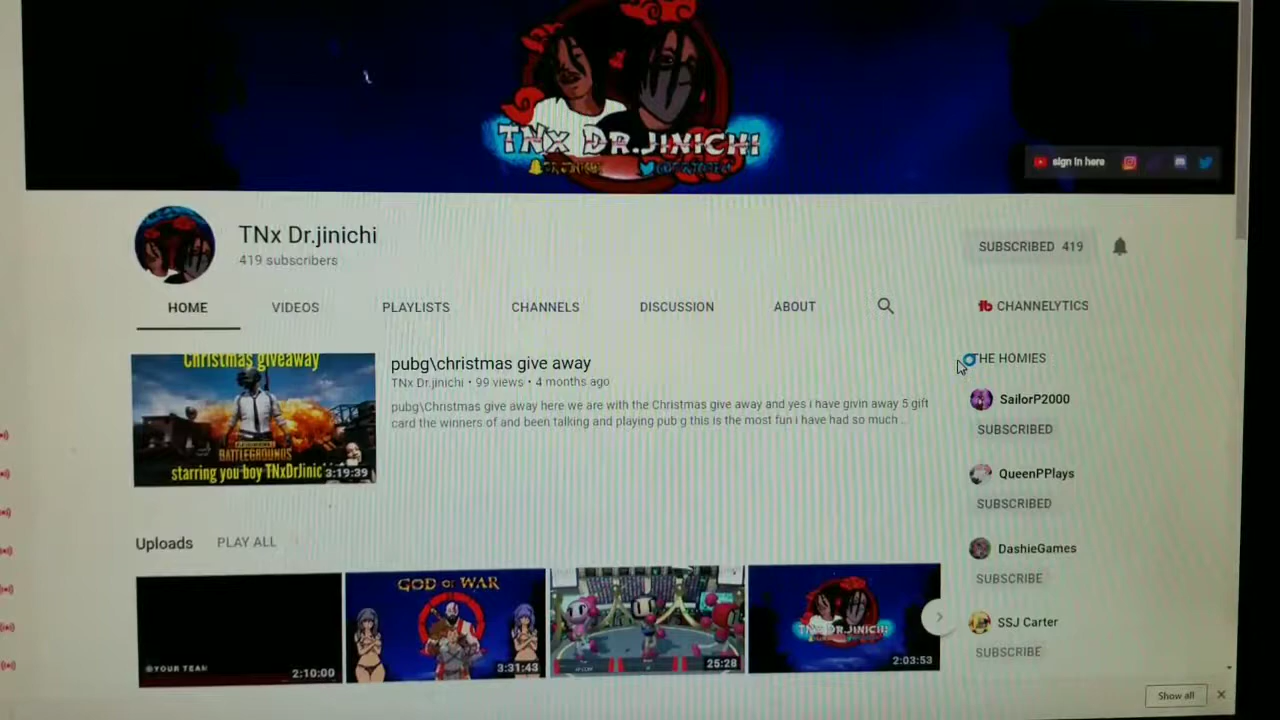 TNx DR.JINICHI
sign in here
TNx Dr.jinichi
419 subscribers
SUBSCRIBED 419
HOME
VIDEOS
PLAYLISTS
CHANNELS
DISCUSSION
ABOUT
CHANNELYTICS
Christmas giveaway
BATTLEGROUNDS
starring you boy TNxDrJinic
3:19:39
pubg\christmas give away
TNx Dr.jinichi • 99 views • 4 months ago
pubg\Christmas give away here we are with the Christmas give away and yes i have givin away 5 gift
card the winners of and been talking and playing pub g this is the most fun i have had so much ...
THE HOMIES
SailorP2000
SUBSCRIBED
QueenPPlays
SUBSCRIBED
DashieGames
SUBSCRIBE
SSJ Carter
SUBSCRIBE
Uploads
PLAY ALL
YOUR TEAM
2:10:00
GOD OF WAR
3:31:43
25:28
TNX DR.JINICHI
2:03:53
Show all